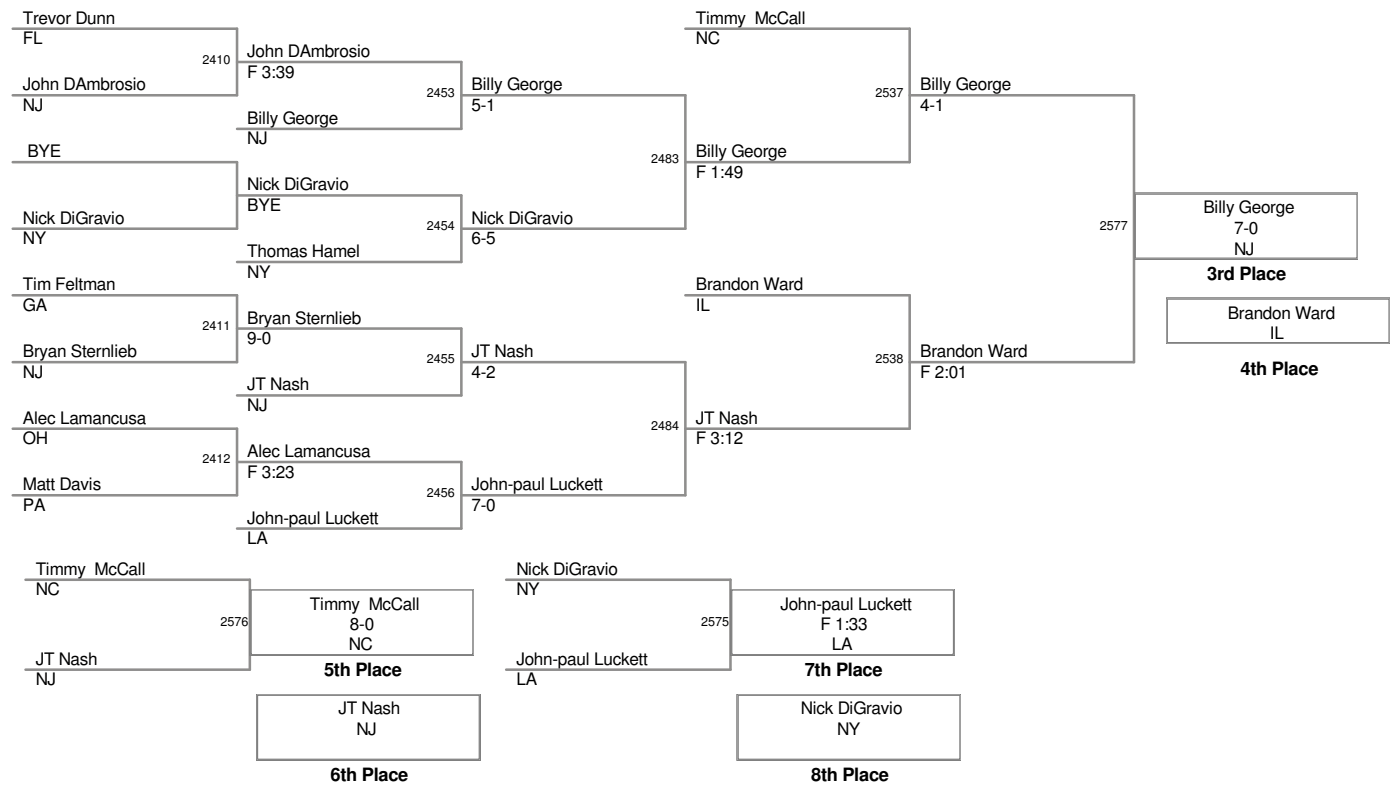 Trevor Dunn
FL
2410
John DAmbrosio
NJ
John DAmbrosio
F 3:39
2453
Billy George
NJ
BYE
Nick DiGravio
NY
Nick DiGravio
BYE
2454
Thomas Hamel
NY
Tim Feltman
GA
2411
Bryan Sternlieb
NJ
Bryan Sternlieb
9-0
2455
JT Nash
NJ
Alec Lamancusa
OH
2412
Matt Davis
PA
Alec Lamancusa
F 3:23
2456
John-paul Luckett
LA
Billy George
5-1
2483
Nick DiGravio
6-5
JT Nash
4-2
2484
John-paul Luckett
7-0
Timmy McCall
NC
2537
Billy George
F 1:49
Brandon Ward
IL
2538
JT Nash
F 3:12
Billy George
4-1
2577
Brandon Ward
F 2:01
Billy George
7-0
NJ
3rd Place
Brandon Ward
IL
4th Place
Timmy McCall
NC
2576
JT Nash
NJ
Timmy McCall
8-0
NC
5th Place
JT Nash
NJ
6th Place
Nick DiGravio
NY
2575
John-paul Luckett
LA
John-paul Luckett
F 1:33
LA
7th Place
Nick DiGravio
NY
8th Place